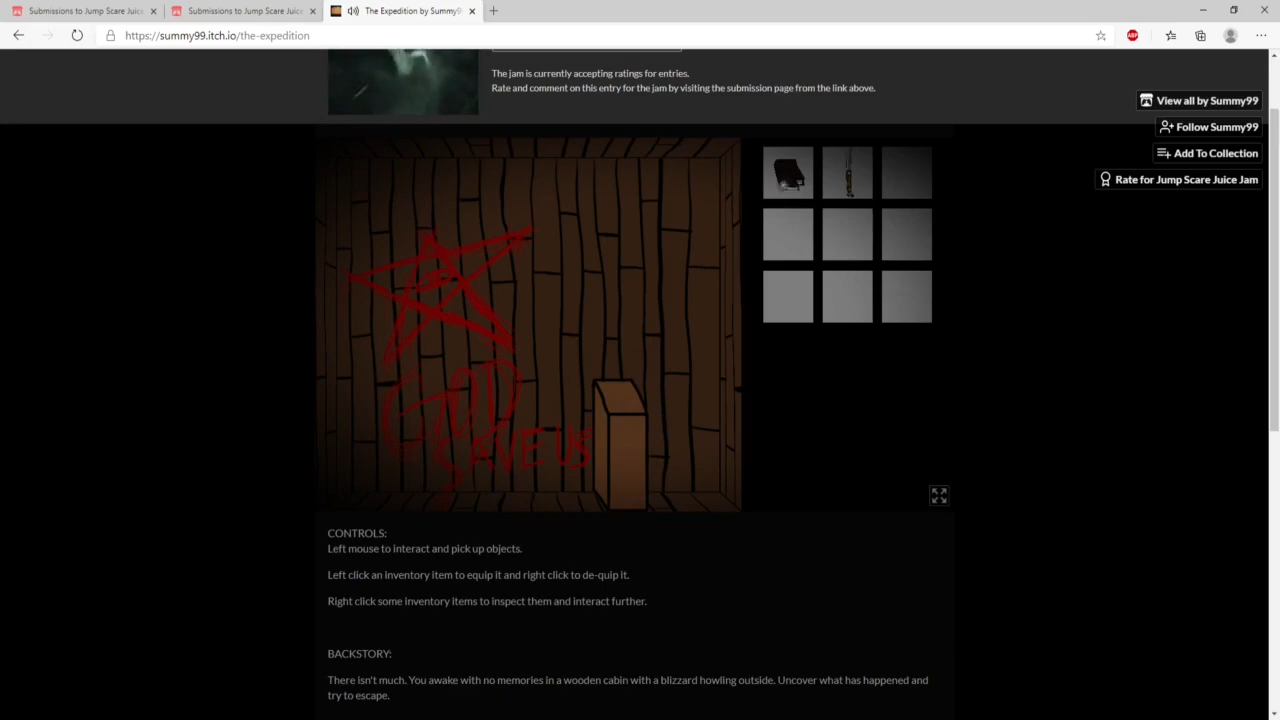 Submissions to Jump Scare Juice
Submissions to Jump Scare Juice
The Expedition by Summy9
https://summy99.itch.io/the-expedition
ABP
The jam is currently accepting ratings for entries.
Rate and comment on this entry for the jam by visiting the submission page from the link above.
View all by Summy99
Follow Summy99
Add To Collection
Rate for Jump Scare Juice Jam
GOD
SAVE US
CONTROLS:
Left mouse to interact and pick up objects.
Left click an inventory item to equip it and right click to de-quip it.
Right click some inventory items to inspect them and interact further.
BACKSTORY:
There isn't much. You awake with no memories in a wooden cabin with a blizzard howling outside. Uncover what has happened and
try to escape.